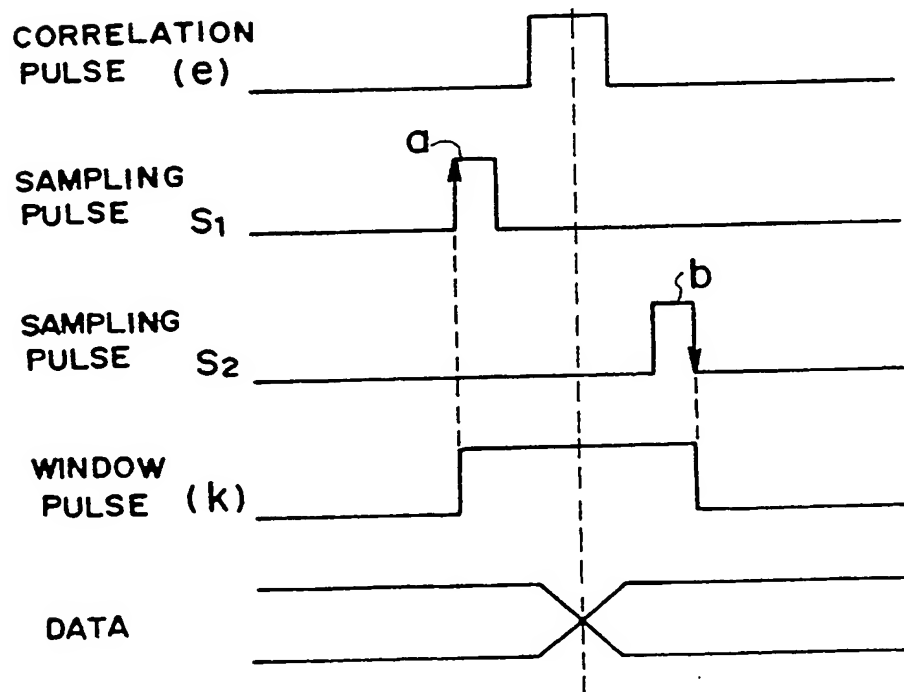 CORRELATION
PULSE (e)
a
SAMPLING
PULSE S1
b
SAMPLING
PULSE S2
WINDOW
PULSE (k)
DATA